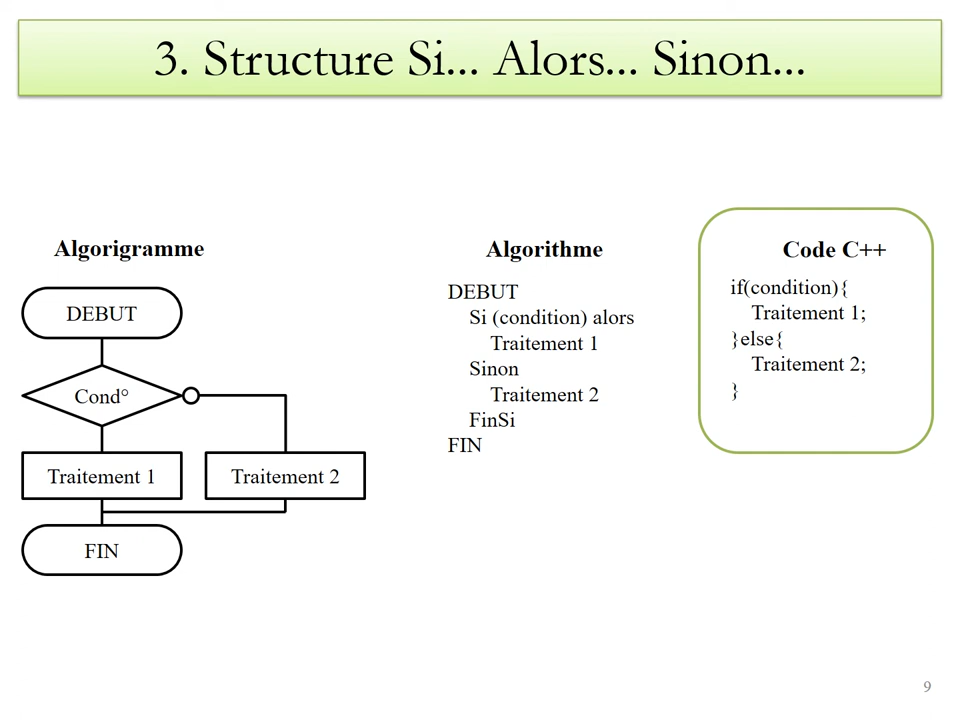 3. Structure Si... Alors... Sinon...
Algorigramme
DEBUT
Cond°
Traitement 1
Traitement 2
FIN
Algorithme
DEBUT
Si (condition) alors
Traitement 1
Sinon
Traitement 2
FinSi
FIN
Code C++
if(condition){
Traitement 1;
}else{
Traitement 2;
}
9